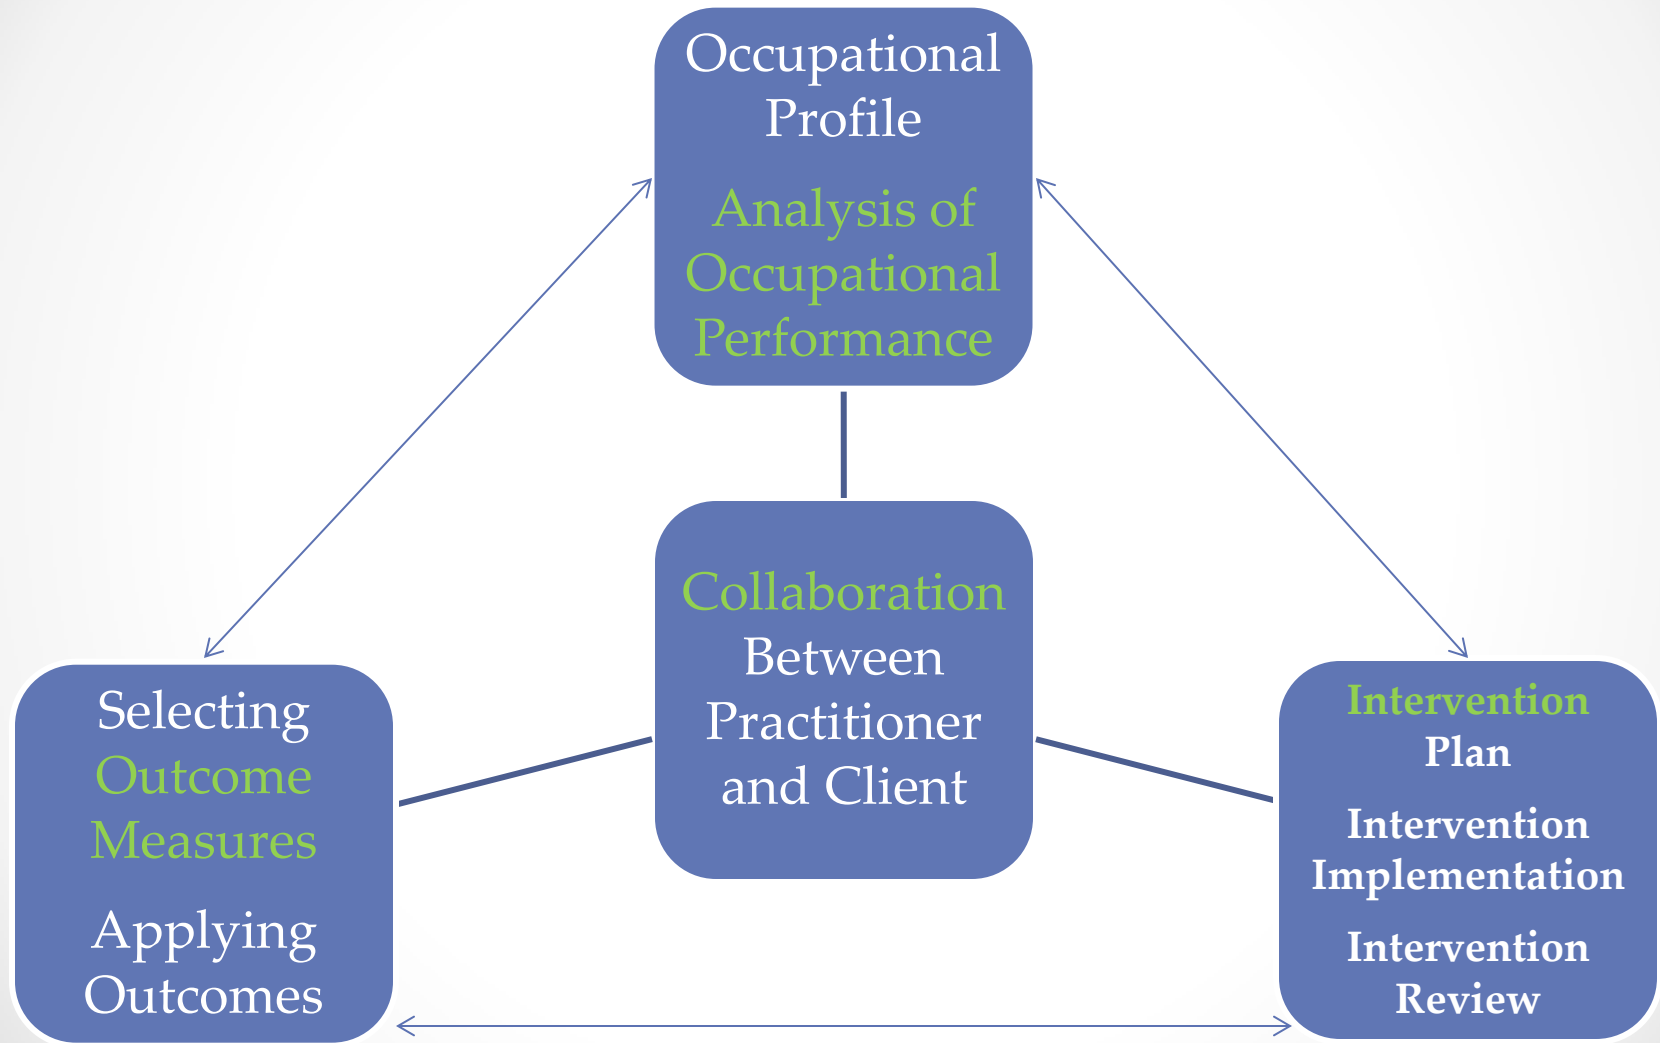 Occupational
Profile
Analysis of
Occupational
Performance
Collaboration
Between
Practitioner
and Client
Selecting
Outcome
Measures
Applying
Outcomes
Intervention
Plan
Intervention
Implementation
Intervention
Review